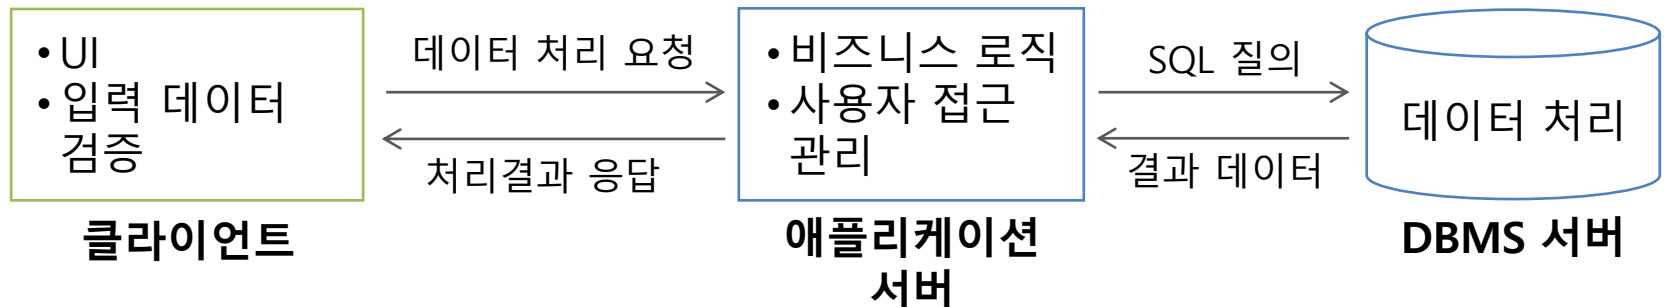 • UI
• 입력 데이터
검증
클라이언트
데이터 처리 요청
처리결과 응답
• 비즈니스 로직
• 사용자 접근
관리
애플리케이션
서버
SQL 질의
결과 데이터
데이터 처리
DBMS 서버